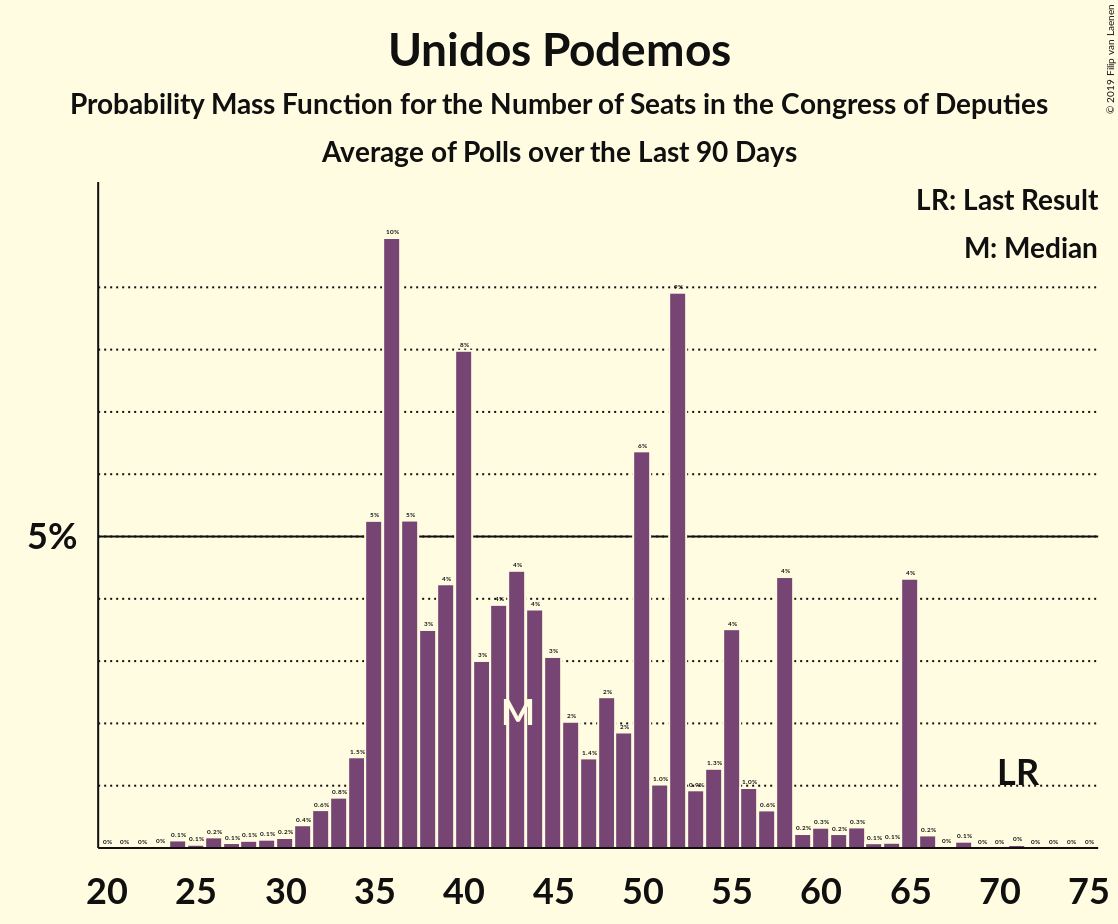 © 2019 Filip van Laenen
Unidos Podemos
Probability Mass Function for the Number of Seats in the Congress of Deputies
Average of Polls over the Last 90 Days
LR: Last Result
M: Median
5%
0% 0% 0% 0% 0.1% 0.1% 0.2% 0.1% 0.1% 0.1% 0.2% 0.4% 0.6% 0.8% 1.5% 5% 10% 5% 3% 4% 8% 3% 4% 4% 4% 3% 2% 1.4% 2% 2% 6% 1.0% 9% 0.9% 1.3% 4% 1.0% 0.6% 4% 0.2% 0.3% 0.2% 0.3% 0.1% 0.1% 4% 0.2% 0% 0.1% 0% 0% 0% 0% 0% 0% 0%
M
LR
20 25 30 35 40 45 50 55 60 65 70 75